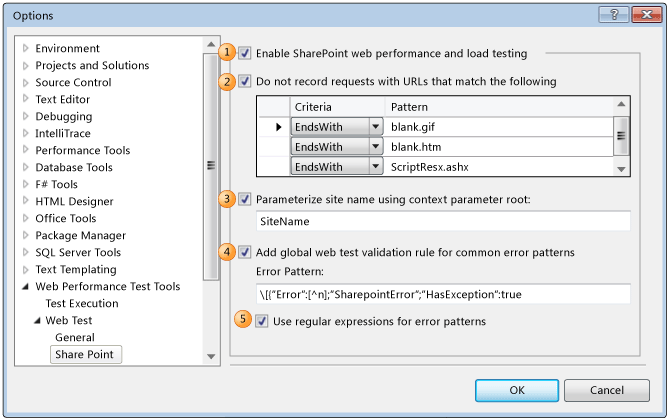 Options
?
Environment
Projects and Solutions
Source Control
Text Editor
Debugging
IntelliTrace
Performance Tools
Database Tools
F# Tools
HTML Designer
Office Tools
Package Manager
SQL Server Tools
Text Templating
Web Performance Test Tools
Test Execution
Web Test
General
Share Point
1 Enable SharePoint web performance and load testing
2 Do not record requests with URLs that match the following
Criteria Pattern
EndsWith blank.gif
EndsWith blank.htm
EndsWith ScriptResx.ashx
3 Parameterize site name using context parameter root:
SiteName
4 Add global web test validation rule for common error patterns
Error Pattern:
\[{"Error":[^n];"SharepointError";"HasException":true
5 Use regular expressions for error patterns
OK Cancel